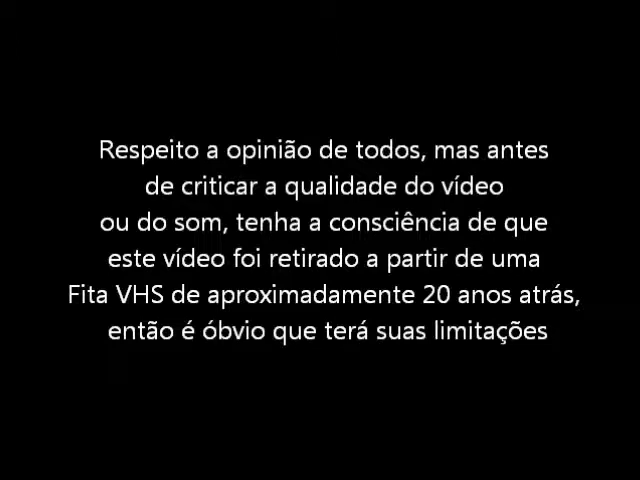 Respeito a opinião de todos, mas antes
de criticar a qualidade do vídeo
ou do som, tenha a consciência de que
este vídeo foi retirado a partir de uma
Fita VHS de aproximadamente 20 anos atrás,
então é óbvio que terá suas limitações